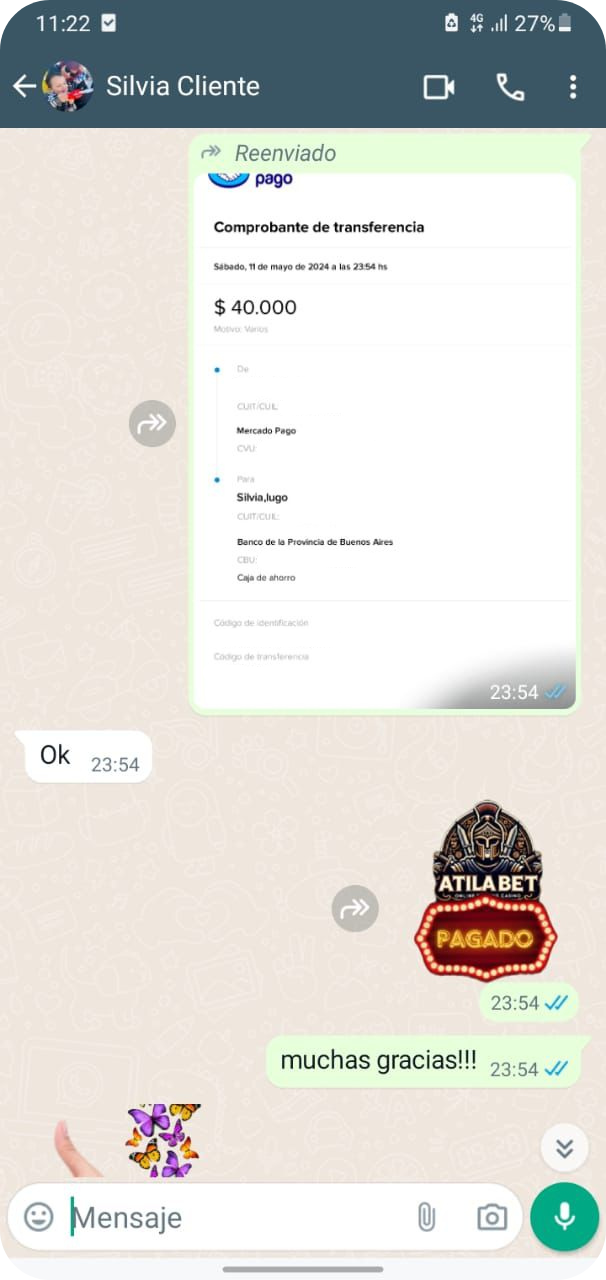 11:22
4G
27%
Silvia Cliente
Reenviado
pago
Comprobante de transferencia
Sábado, 11 de mayo de 2024 a las 23:54 hs
$ 40.000
Motivo: Varios
De
CUIT/CUIL:
Mercado Pago
CVU:
Para
Silvia,lugo
CUIT/CUIL:
Banco de la Provincia de Buenos Aires
CBU:
Caja de ahorro
Código de identificación
Código de transferencia
23:54
Ok
23:54
ATILABET
PAGADO
23:54
muchas gracias!!!
23:54
Mensaje